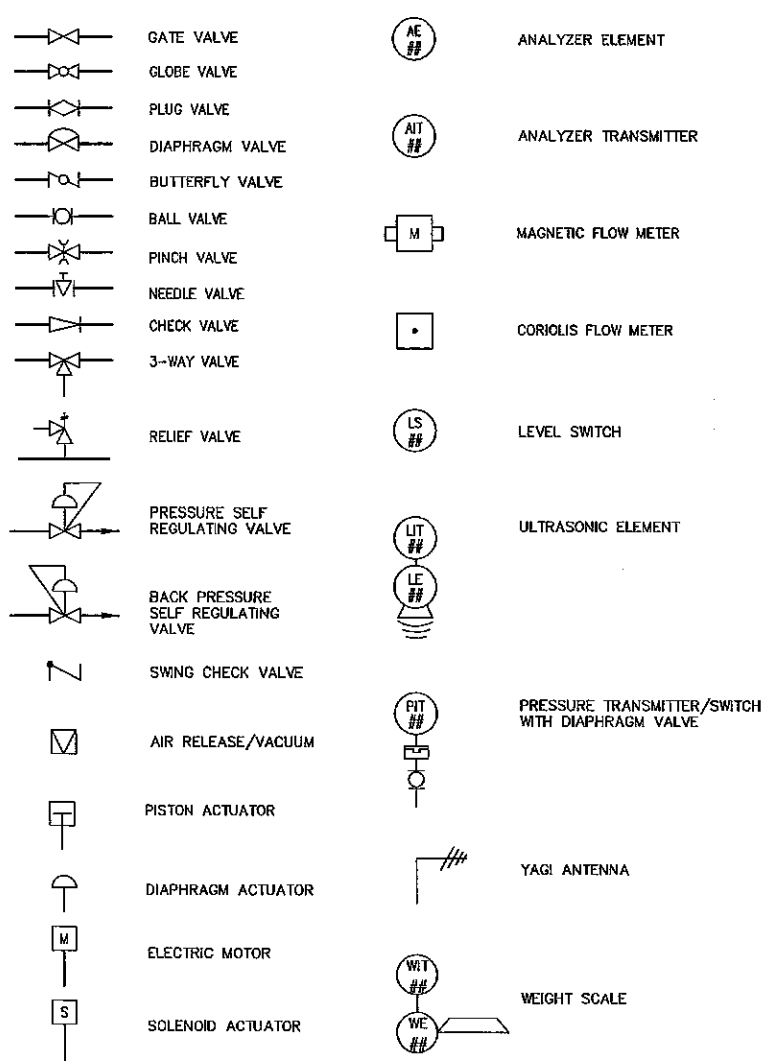 GATE VALVE
GLOBE VALVE
PLUG VALVE
DIAPHRAGM VALVE
BUTTERFLY VALVE
BALL VALVE
PINCH VALVE
NEEDLE VALVE
CHECK VALVE
3-WAY VALVE
RELIEF VALVE
PRESSURE SELF
REGULATING VALVE
BACK PRESSURE
SELF REGULATING
VALVE
SWING CHECK VALVE
AIR RELEASE/VACUUM
PISTON ACTUATOR
DIAPHRAGM ACTUATOR
M
ELECTRIC MOTOR
S
SOLENOID ACTUATOR
AE
##
ANALYZER ELEMENT
AIT
##
ANALYZER TRANSMITTER
M
MAGNETIC FLOW METER
CORIOLIS FLOW METER
LS
##
LEVEL SWITCH
LIT
##
ULTRASONIC ELEMENT
LE
##
PIT
##
PRESSURE TRANSMITTER/SWITCH
WITH DIAPHRAGM VALVE
YAGI ANTENNA
WIT
##
WEIGHT SCALE
WE
##